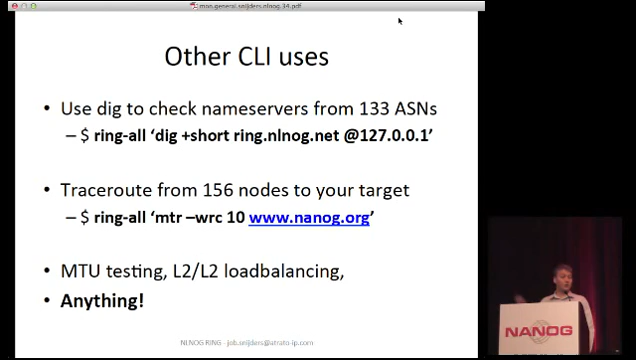 mon.general.snijders.nlnog.34.pdf
Other CLI uses
• Use dig to check nameservers from 133 ASNs
– $ ring-all ‘dig +short ring.nlnog.net @127.0.0.1’
• Traceroute from 156 nodes to your target
– $ ring-all ‘mtr –wrc 10 www.nanog.org’
• MTU testing, L2/L2 loadbalancing,
• Anything!
NLNOG RING - job.snijders@atrato-ip.com
NANOG